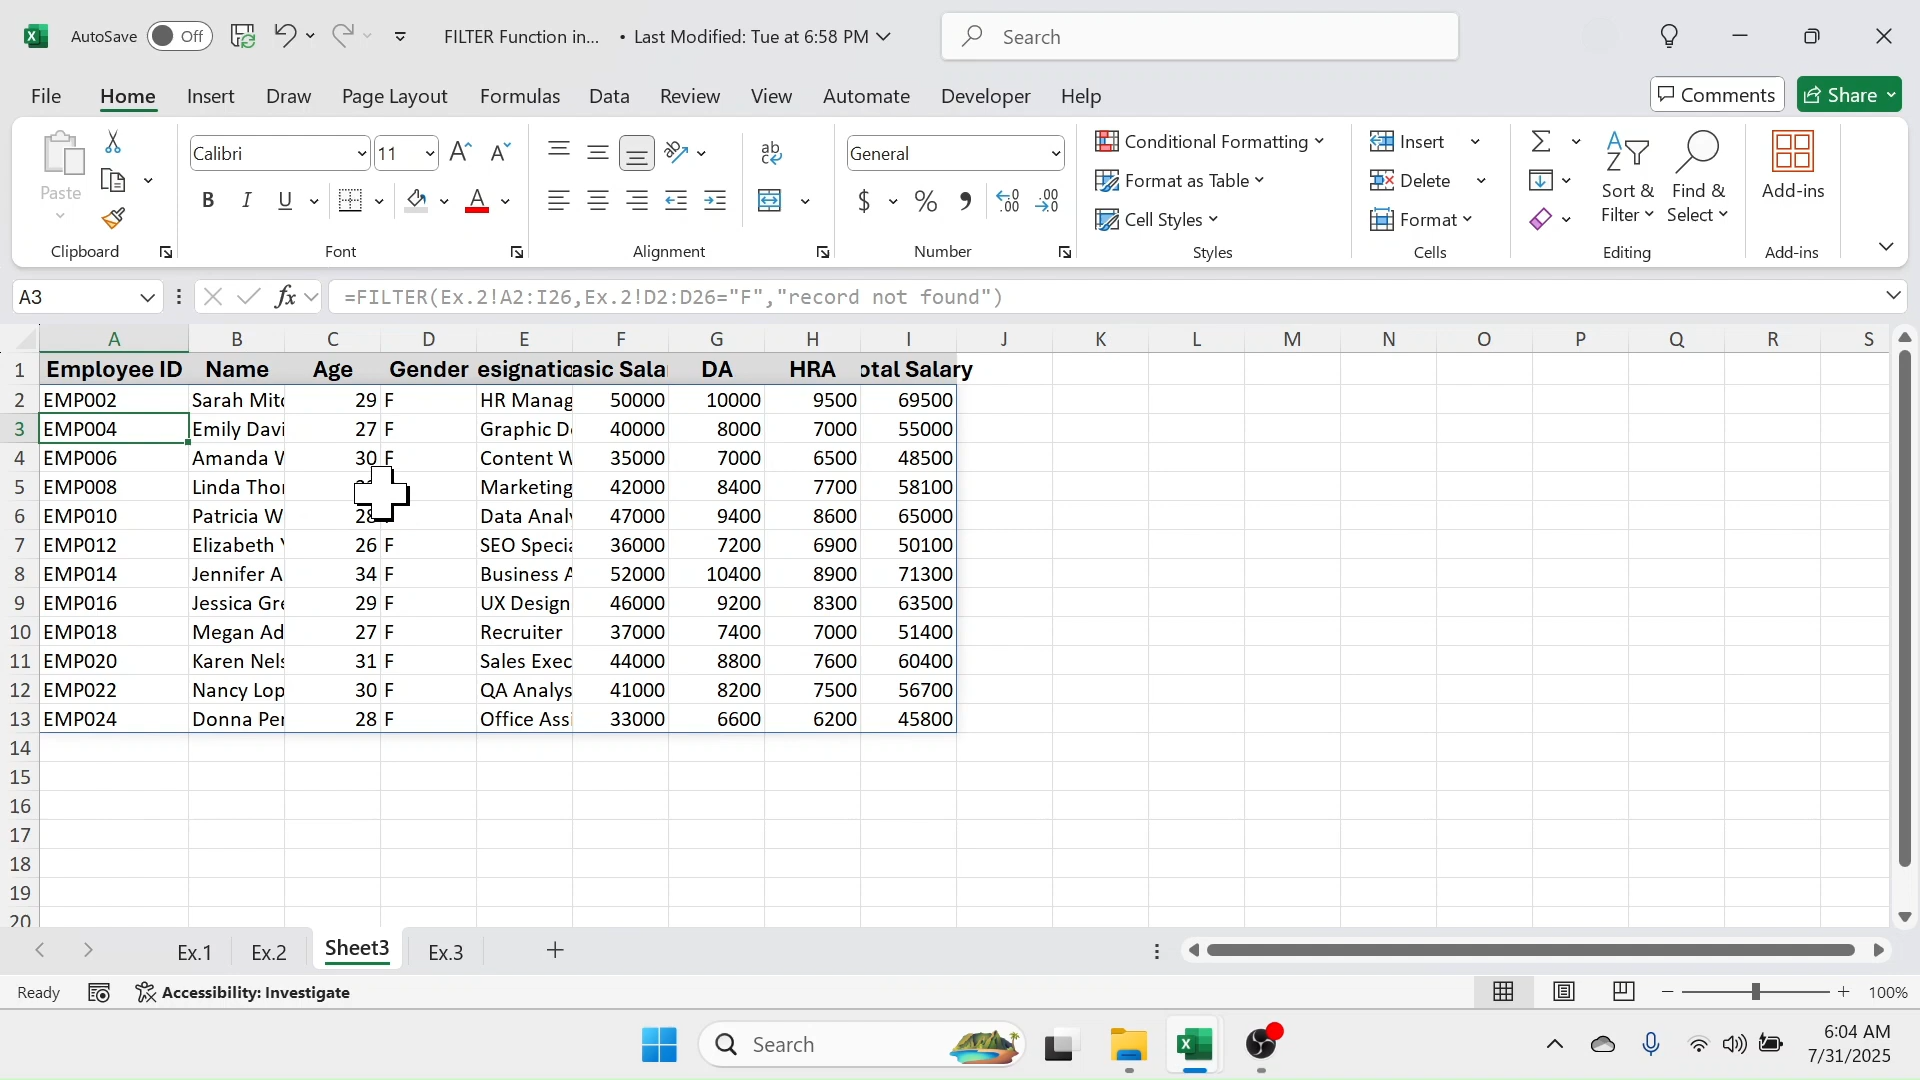 AutoSave Off FILTER Function in... • Last Modified: Tue at 6:58 PM Search
File Home Insert Draw Page Layout Formulas Data Review View Automate Developer Help Comments Share
Paste
Calibri 11
General
Conditional Formatting
Format as Table
Cell Styles
Insert
Delete
Format
Sort &
Filter
Find &
Select
Add-ins
Clipboard Font Alignment Number Styles Cells Editing Add-ins
A3 fx =FILTER(Ex.2!A2:I26,Ex.2!D2:D26="F","record not found")
A B C D E F G H I J K L M N O P Q R S
1 Employee ID Name Age Gender esignatio asic Sala DA HRA otal Salary
2 EMP002 Sarah Mitc 29 F HR Manag 50000 10000 9500 69500
3 EMP004 Emily Davi 27 F Graphic D 40000 8000 7000 55000
4 EMP006 Amanda W 30 F Content W 35000 7000 6500 48500
5 EMP008 Linda Tho Marketing 42000 8400 7700 58100
6 EMP010 Patricia W 28 Data Anal 47000 9400 8600 65000
7 EMP012 Elizabeth 26 F SEO Specia 36000 7200 6900 50100
8 EMP014 Jennifer A 34 F Business A 52000 10400 8900 71300
9 EMP016 Jessica Gre 29 F UX Design 46000 9200 8300 63500
10 EMP018 Megan Ad 27 F Recruiter 37000 7400 7000 51400
11 EMP020 Karen Nels 31 F Sales Exec 44000 8800 7600 60400
12 EMP022 Nancy Lop 30 F QA Analys 41000 8200 7500 56700
13 EMP024 Donna Per 28 F Office Assi 33000 6600 6200 45800
14
15
16
17
18
19
20
Ex.1 Ex.2 Sheet3 Ex.3
Ready Accessibility: Investigate 100%
Search
6:04 AM
7/31/2025